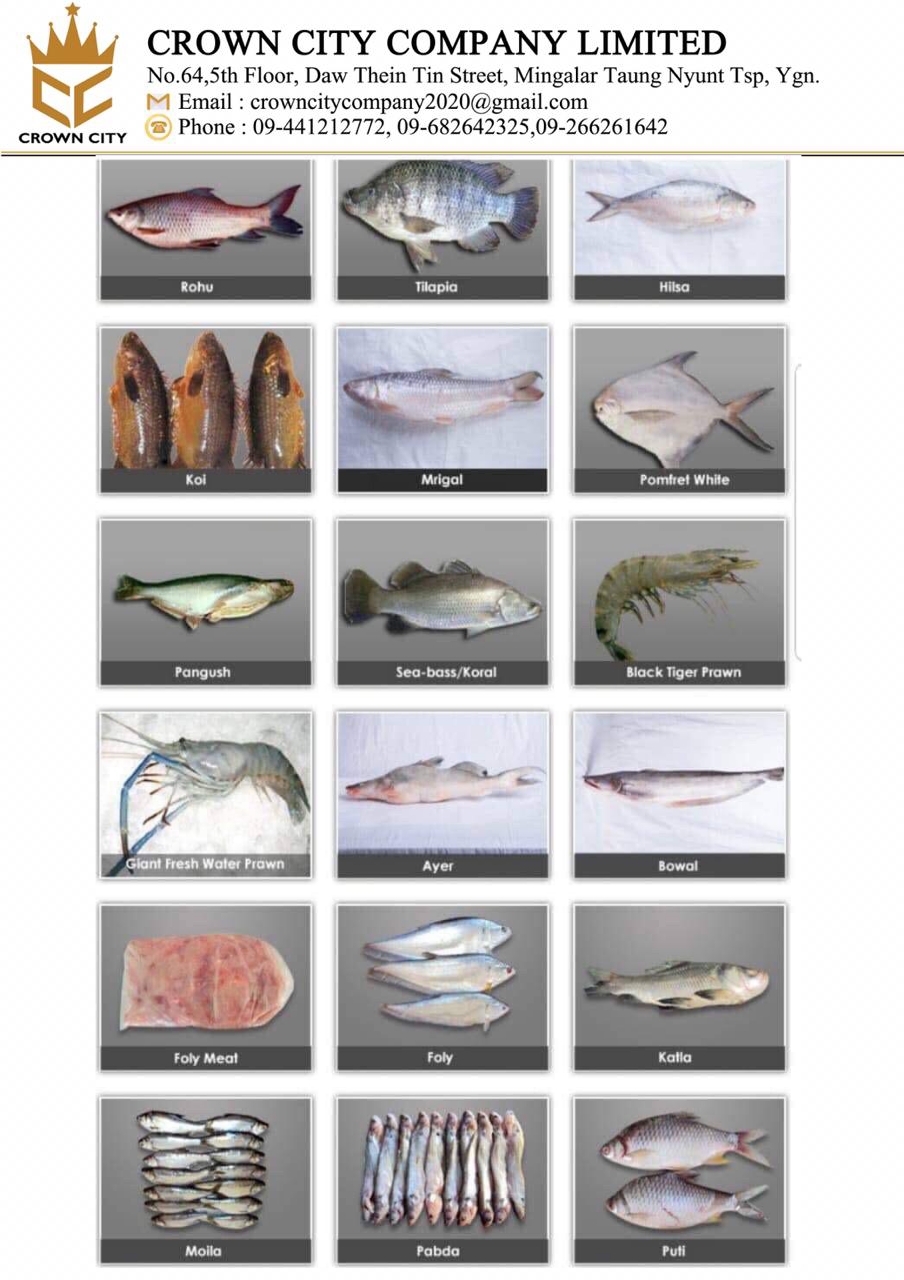 CROWN CITY COMPANY LIMITED
No.64,5th Floor, Daw Thein Tin Street, Mingalar Taung Nyunt Tsp, Ygn.
Email : crowncitycompany2020@gmail.com
Phone : 09-441212772, 09-682642325,09-266261642
CROWN CITY
Rohu
Tilapia
Hilsa
Koi
Mrigal
Pomfret White
Pangush
Sea-bass/Koral
Black Tiger Prawn
Giant Fresh Water Prawn
Ayer
Bowal
Foly Meat
Foly
Katla
Moila
Pabda
Puti